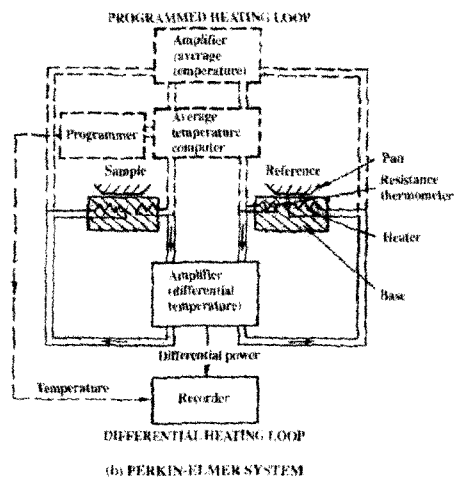 PROGRAMMED HEATING LOOP
Amplifier
(average
temperature)
Programmer
Average
temperature
computer
Sample
Reference
Pan
Resistance
thermometer
Heater
Base
Amplifier
(differential
temperature)
Differential power
Temperature
Recorder
DIFFERENTIAL HEATING LOOP
(b) PERKIN-ELMER SYSTEM